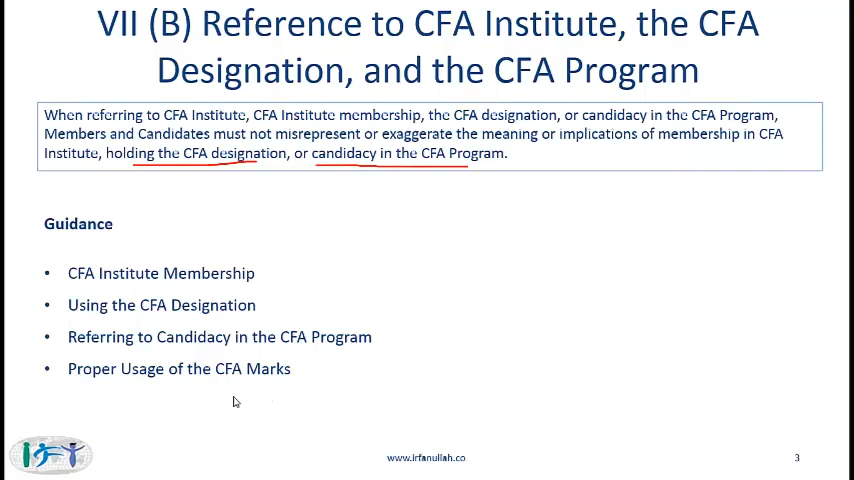 VII (B) Reference to CFA Institute, the CFA
Designation, and the CFA Program
When referring to CFA Institute, CFA Institute membership, the CFA designation, or candidacy in the CFA Program,
Members and Candidates must not misrepresent or exaggerate the meaning or implications of membership in CFA
Institute, holding the CFA designation, or candidacy in the CFA Program.
Guidance
• CFA Institute Membership
• Using the CFA Designation
• Referring to Candidacy in the CFA Program
• Proper Usage of the CFA Marks
www.irfanullah.co
3